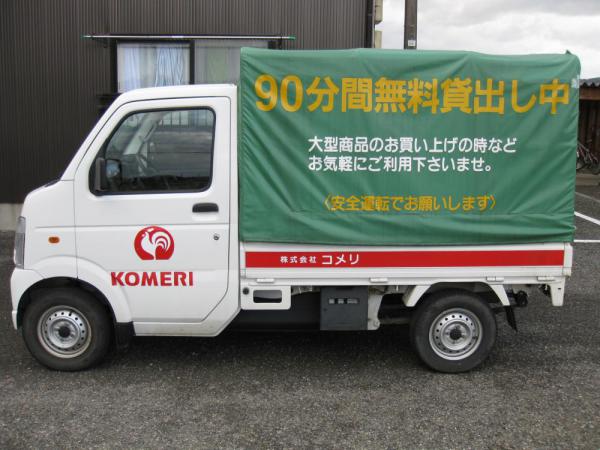 90分間無料貸出し中
大型商品のお買い上げの時など
お気軽にご利用下さいませ。
〈安全運転でお願いします〉
株式会社 コメリ
KOMERI